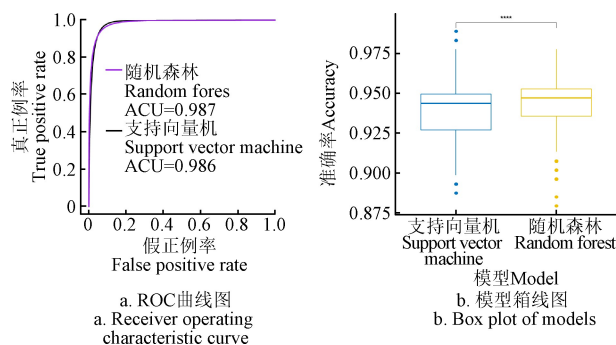 真正例率
True positive rate
1.0
0.8
0.6
0.4
0.2
0
随机森林
Random fores
ACU=0.987
支持向量机
Support vector machine
ACU=0.986
0 0.2 0.4 0.6 0.8 1.0
假正例率
False positive rate
a. ROC曲线图
a. Receiver operating
characteristic curve
准确率Accuracy
****
0.975
0.950
0.925
0.900
0.875
支持向量机
Support vector
machine
随机森林
Random forest
模型Model
b. 模型箱线图
b. Box plot of models